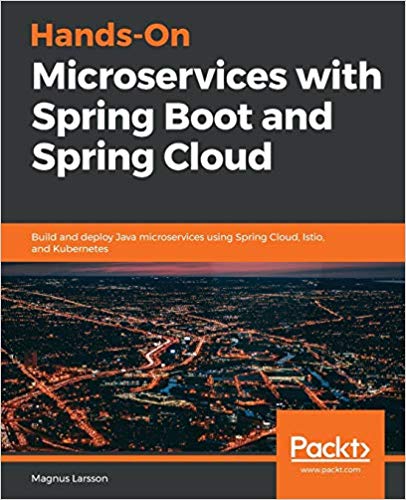 Hands-On
Microservices with
Spring Boot and
Spring Cloud
Build and deploy Java microservices using Spring Cloud, Istio,
and Kubernetes
Packt>
www.packt.com
Magnus Larsson